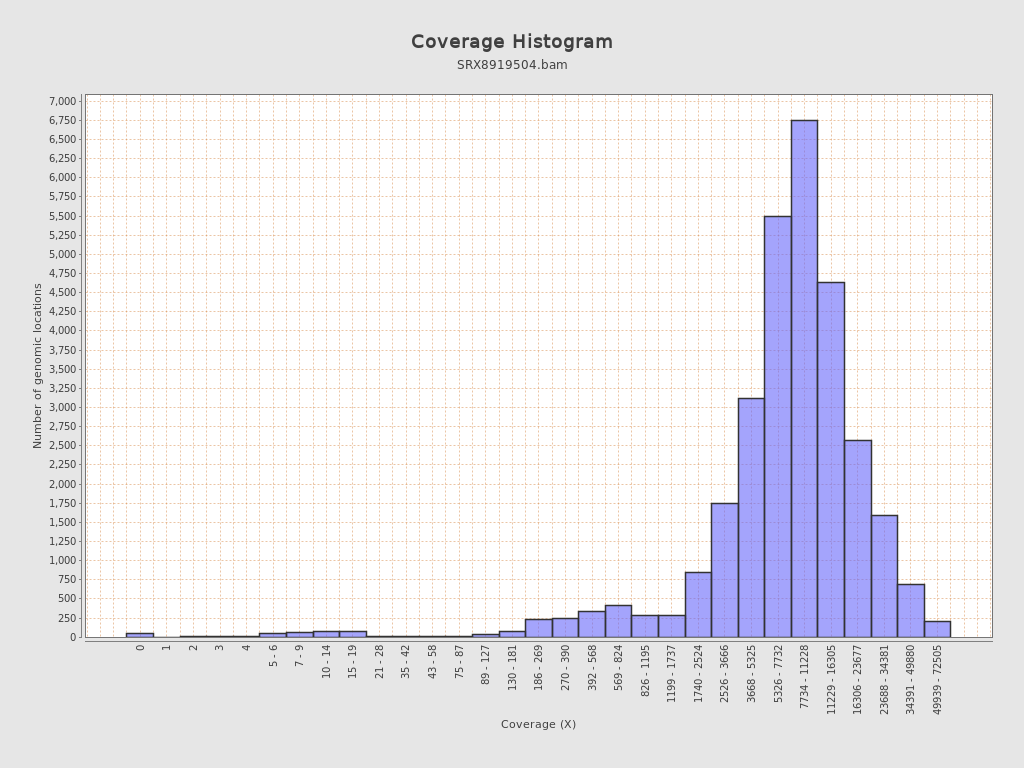 Coverage Histogram
SRX8919504.bam
7,000
6,750
6,500
6,250
6,000
5,750
5,500
5,250
5,000
4,750
4,500
4,250
4,000
3,750
3,500
3,250
3,000
2,750
2,500
2,250
2,000
1,750
1,500
1,250
1,000
750
500
250
0
Number of genomic locations
0
1
2
3
4
5 - 6
7 - 9
10 - 14
15 - 19
21 - 28
35 - 42
43 - 58
75 - 87
89 - 127
130 - 181
186 - 269
270 - 390
392 - 568
569 - 824
826 - 1195
1199 - 1737
1740 - 2524
2526 - 3666
3668 - 5325
5326 - 7732
7734 - 11228
11229 - 16305
16306 - 23677
23688 - 34381
34391 - 49880
49939 - 72505
Coverage (X)